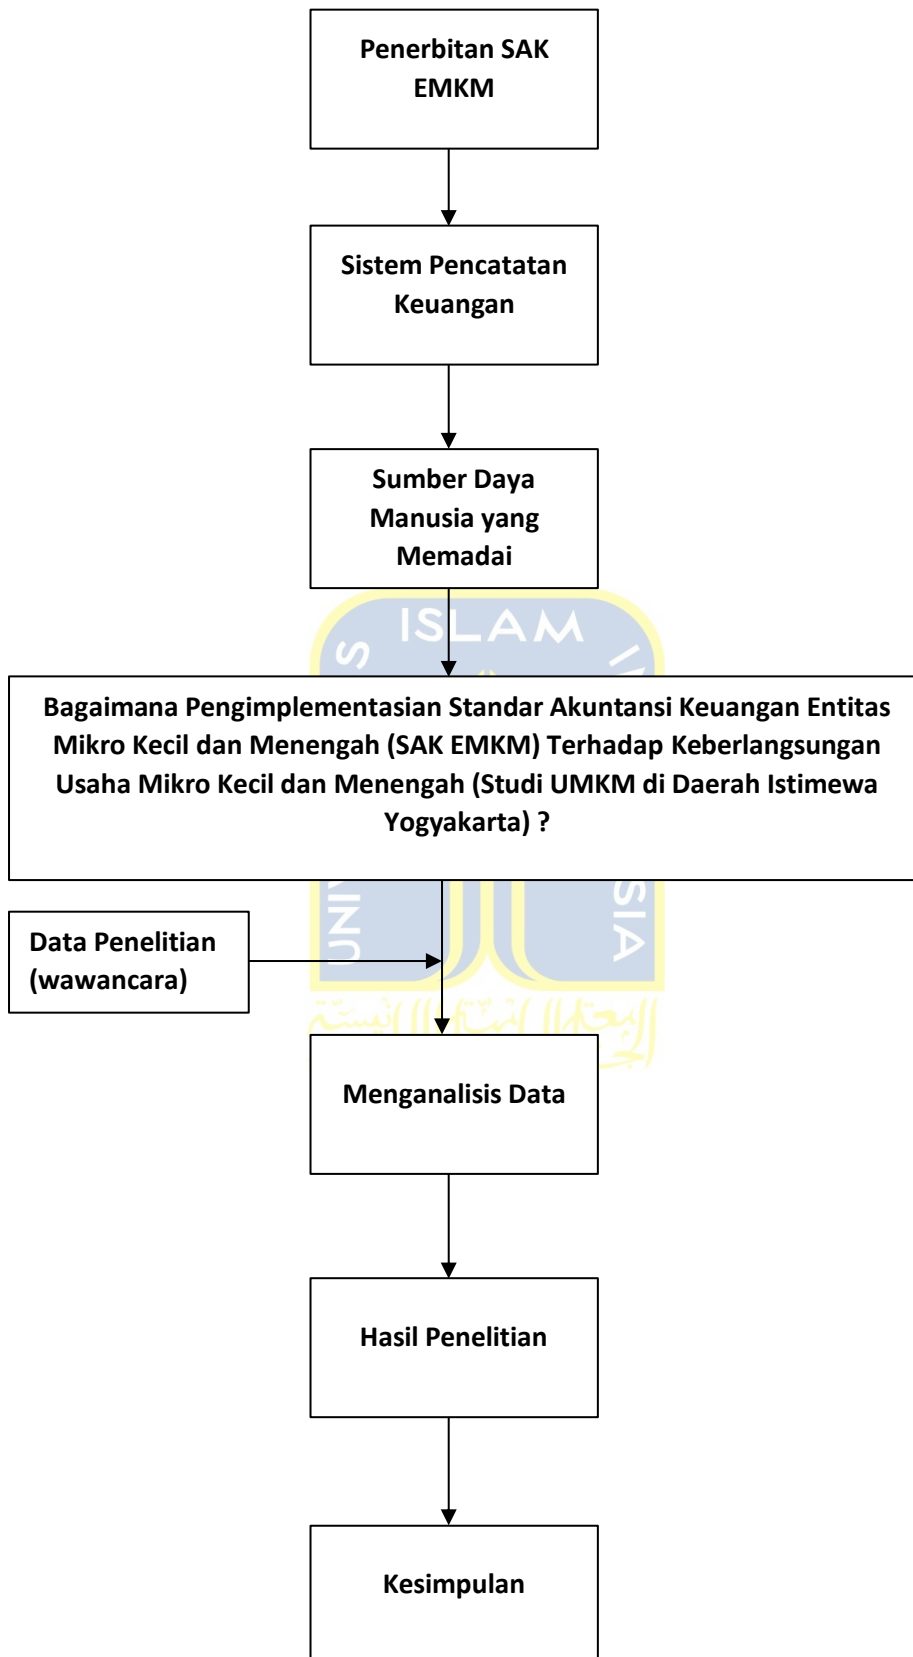 Penerbitan SAK
EMKM
Sistem Pencatatan
Keuangan
Sumber Daya
Manusia yang
Memadai
ISLAM
Bagaimana Pengimplementasian Standar Akuntansi Keuangan Entitas
Mikro Kecil dan Menengah (SAK EMKM) Terhadap Keberlangsungan
Usaha Mikro Kecil dan Menengah (Studi UMKM di Daerah Istimewa
Yogyakarta) ?
Data Penelitian
(wawancara)
Menganalisis Data
Hasil Penelitian
Kesimpulan